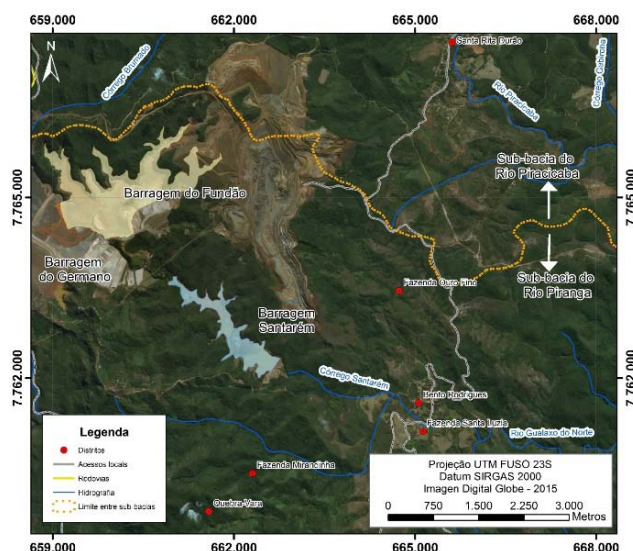 659.000
662.000
665.000
668.000
N
Santa Rita Durão
Córrego Brumado
Rio Piracicaba
7.765.000
Barragem do Fundão
Sub-bacia do
Rio Piracicaba
7.765.000
Barragem
do Germano
Fazenda Ouro Fino
Sub-bacia do
Rio Piranga
Barragem
Santarém
7.762.000
Córrego Santarém
7.762.000
Bento Rodrigues
Fazenda Santa Luzia
Rio Gualaxo do Norte
Legenda
Distritos
Acessos locais
Rodovias
Hidrografia
Limite entre sub-bacias
Fazenda Mirandinha
Quebra-Vara
Projeção UTM FUSO 23S
Datum SIRGAS 2000
Imagen Digital Globe - 2015
0 750 1.500 2.250 3.000
Metros
659.000
662.000
665.000
668.000